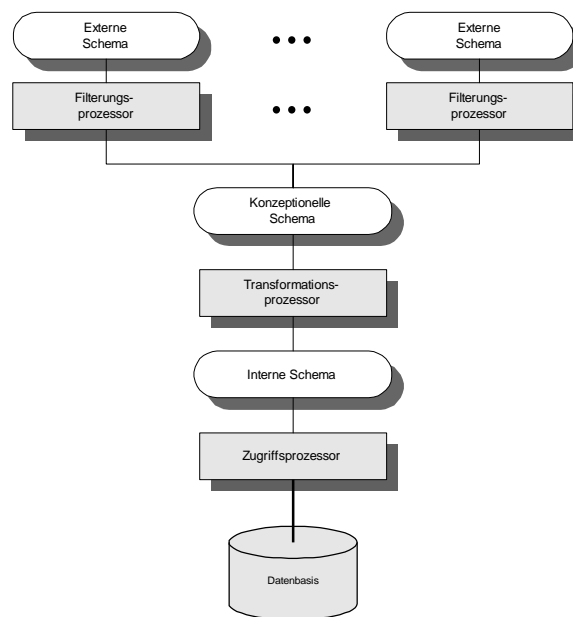 Externe
Schema
• • •
Externe
Schema
Filterungs-
prozessor
• • •
Filterungs-
prozessor
Konzeptionelle
Schema
Transformations-
prozessor
Interne Schema
Zugriffsprozessor
Datenbasis